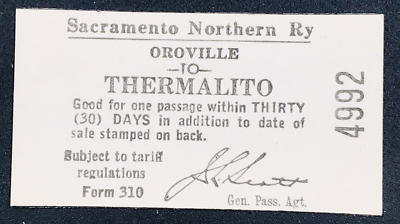 Sacramento Northern Ry
OROVILLE
TO
THERMALITO
Good for one passage within THIRTY
(30) DAYS in addition to date of
sale stamped on back.
Subject to tariff
regulations
Form 310
Gen. Pass. Agt.
4992